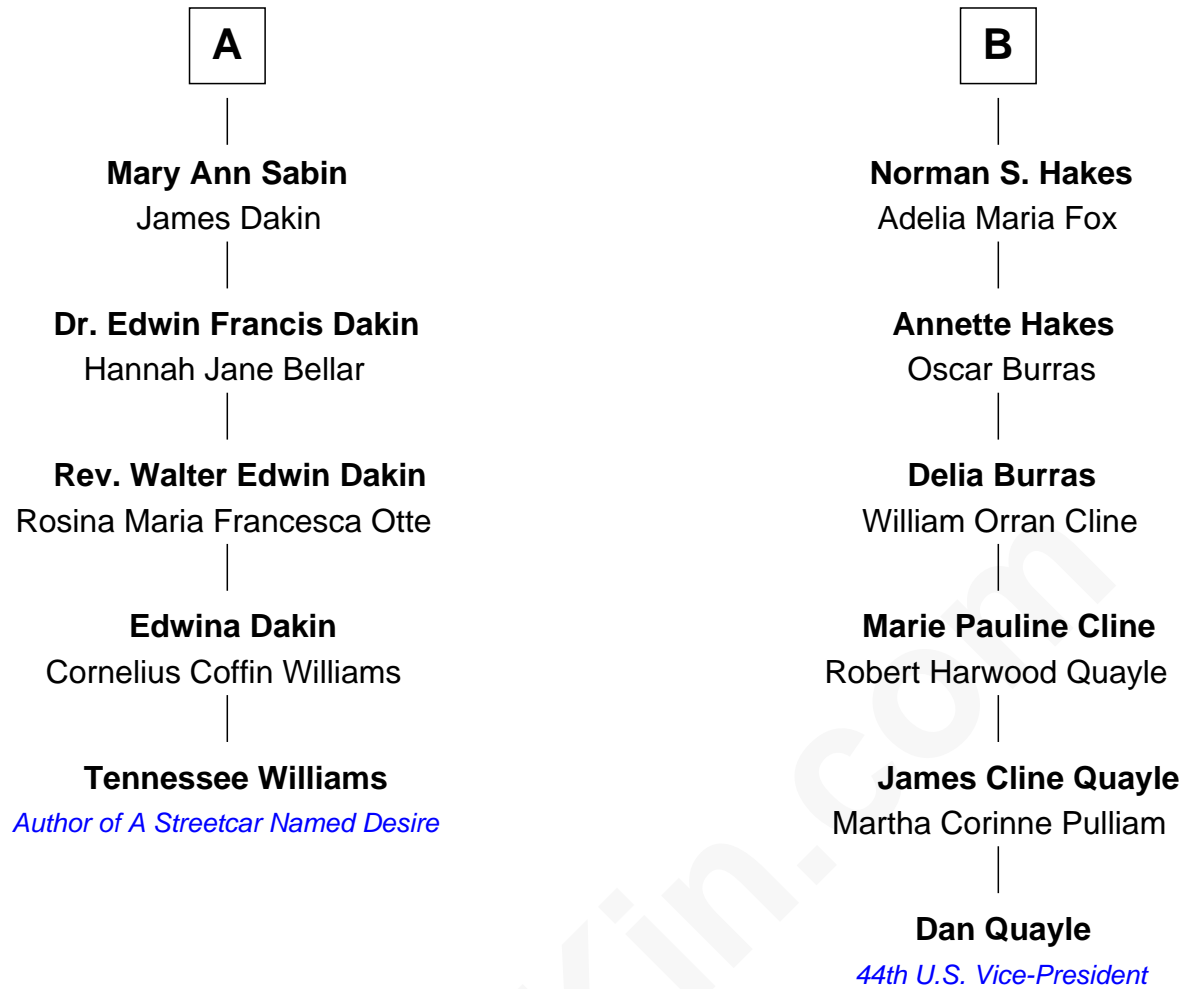 A
Mary Ann Sabin
James Dakin
Dr. Edwin Francis Dakin
Hannah Jane Bellar
Rev. Walter Edwin Dakin
Rosina Maria Francesca Otte
Edwina Dakin
Cornelius Coffin Williams
Tennessee Williams
Author of A Streetcar Named Desire
B
Norman S. Hakes
Adelia Maria Fox
Annette Hakes
Oscar Burras
Delia Burras
William Orran Cline
Marie Pauline Cline
Robert Harwood Quayle
James Cline Quayle
Martha Corinne Pulliam
Dan Quayle
44th U.S. Vice-President
Kin.com